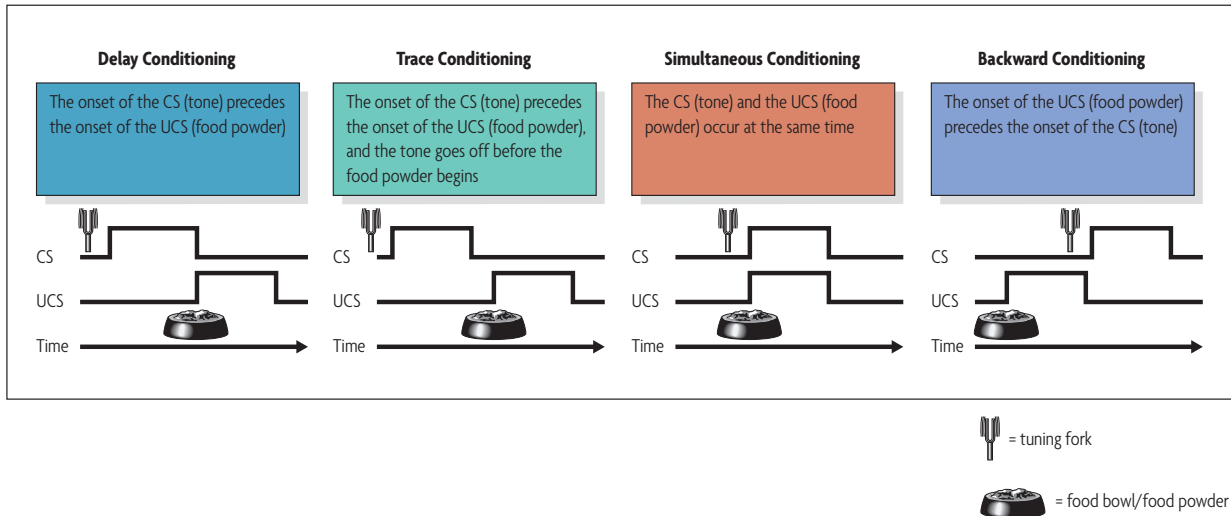 Delay Conditioning
The onset of the CS (tone) precedes
the onset of the UCS (food powder)
CS
UCS
Time
Trace Conditioning
The onset of the CS (tone) precedes
the onset of the UCS (food powder),
and the tone goes off before the
food powder begins
CS
UCS
Time
Simultaneous Conditioning
The CS (tone) and the UCS (food
powder) occur at the same time
CS
UCS
Time
Backward Conditioning
The onset of the UCS (food powder)
precedes the onset of the CS (tone)
CS
UCS
Time
= tuning fork
= food bowl/food powder